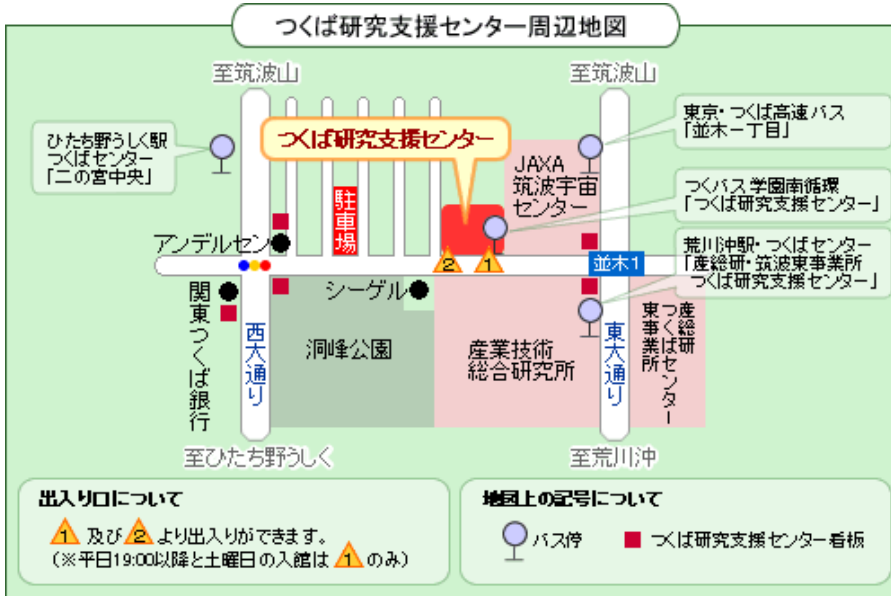 つくば研究支援センター周辺地図
至筑波山
至筑波山
ひたち野うしく駅
つくばセンター
「二の宮中央」
つくば研究支援センター
東京・つくば高速バス
「並木一丁目」
JAXA
筑波宇宙
センター
つくバス学園南循環
「つくば研究支援センター」
駐車場
アンデルセン
荒川沖駅・つくばセンター
「産総研・筑波東事業所
つくば研究支援センター」
2
1
並木1
関東つくば銀行
西大通り
シーゲル
洞峰公園
産業技術
総合研究所
東大通り
産総研
つくばセンター
東事業所
至ひたち野うしく
至荒川沖
出入り口について
1 及び 2 より出入りができます。
(※平日19:00以降と土曜日の入館は 1 のみ)
地図上の記号について
バス停
つくば研究支援センター看板